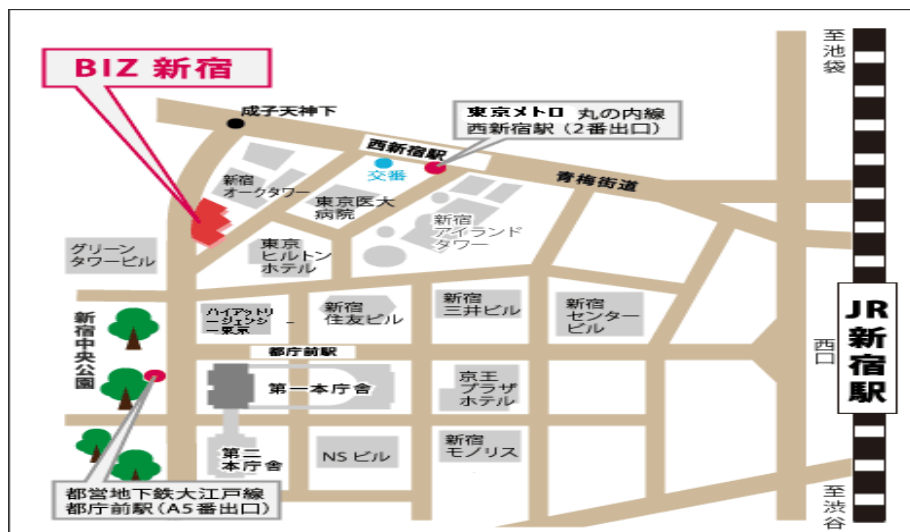 至
池
袋
BIZ 新宿
成子天神下
東京メトロ 丸の内線
西新宿駅（2番出口）
西新宿駅
交番
青梅街道
新宿
オークタワー
東京医大
病院
新宿
アイランド
タワー
グリーン
タワービル
東京
ヒルトン
ホテル
新宿中央公園
ハイアットリ
ージェンシ
ー東京
新宿
住友ビル
新宿
三井ビル
新宿
センター
ビル
JR新宿駅
西口
都庁前駅
第一本庁舎
京王
プラザ
ホテル
第二
本庁舎
NSビル
新宿
モノリス
都営地下鉄大江戸線
都庁前駅（A5番出口）
至
渋
谷